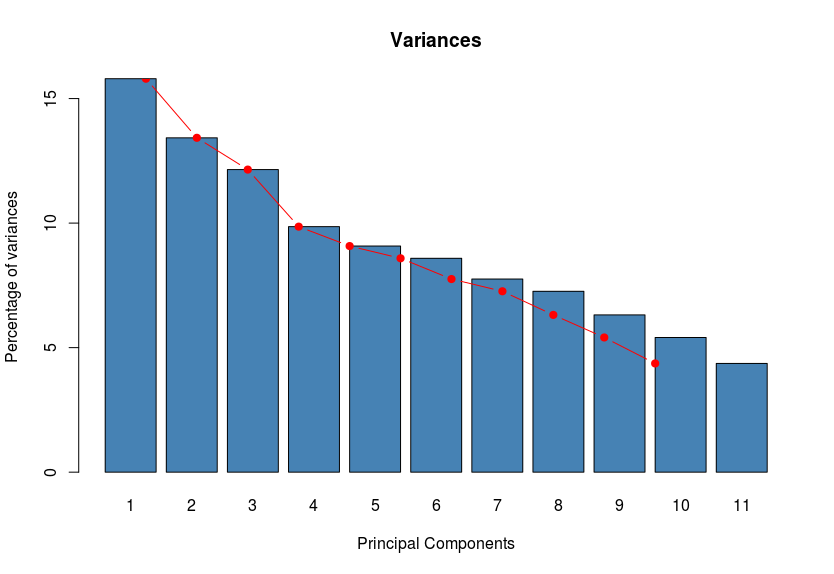 Variances
Percentage of variances
15
10
5
0
1 2 3 4 5 6 7 8 9 10 11
Principal Components